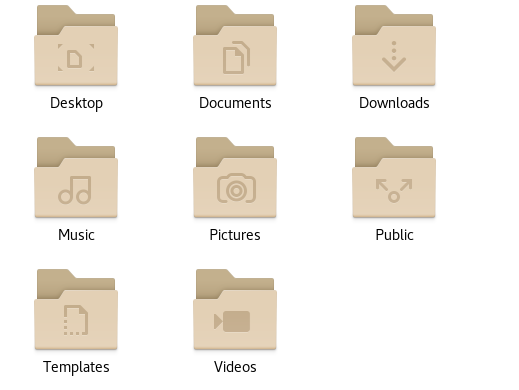 Desktop
Documents
Downloads
Music
Pictures
Public
Templates
Videos